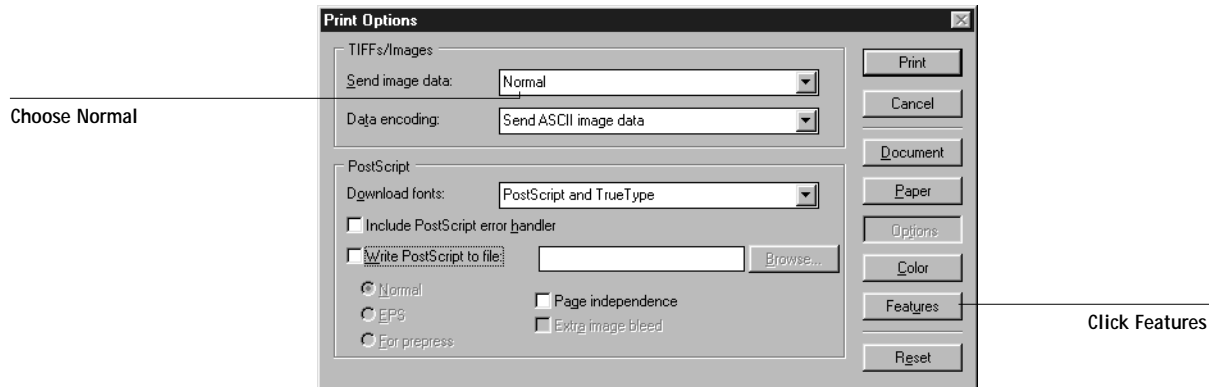 Print Options
TIFFs/Images
Send image data: Normal
Data encoding: Send ASCII image data
PostScript
Download fonts: PostScript and TrueType
Include PostScript error handler
Write PostScript to file: Browse...
Normal
EPS
For prepress
Page independence
Extra image bleed
Print
Cancel
Document
Paper
Options
Color
Features
Reset
Choose Normal
Click Features